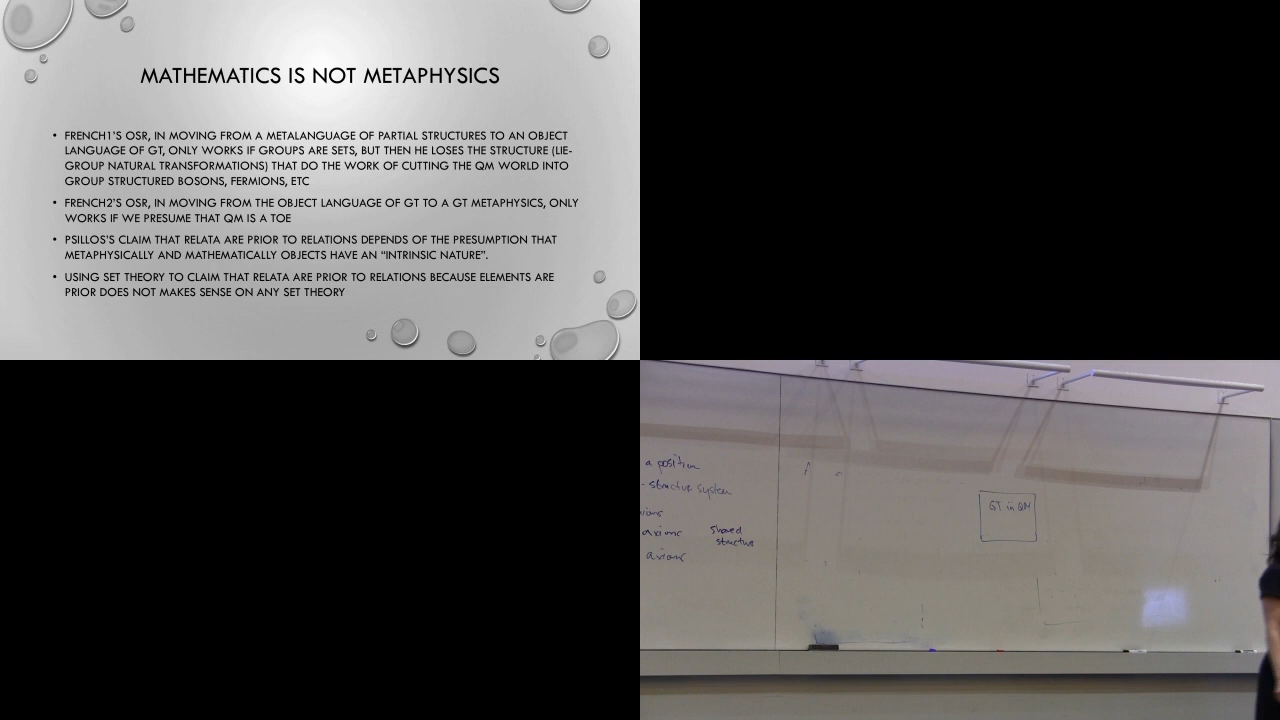 MATHEMATICS IS NOT METAPHYSICS
• FRENCH1'S OSR, IN MOVING FROM A METALANGUAGE OF PARTIAL STRUCTURES TO AN OBJECT
LANGUAGE OF GT, ONLY WORKS IF GROUPS ARE SETS, BUT THEN HE LOSES THE STRUCTURE (LIE-
GROUP NATURAL TRANSFORMATIONS) THAT DO THE WORK OF CUTTING THE QM WORLD INTO
GROUP STRUCTURED BOSONS, FERMIONS, ETC
• FRENCH2'S OSR, IN MOVING FROM THE OBJECT LANGUAGE OF GT TO A GT METAPHYSICS, ONLY
WORKS IF WE PRESUME THAT QM IS A TOE
• PSILLOS'S CLAIM THAT RELATA ARE PRIOR TO RELATIONS DEPENDS OF THE PRESUMPTION THAT
METAPHYSICALLY AND MATHEMATICALLY OBJECTS HAVE AN "INTRINSIC NATURE".
• USING SET THEORY TO CLAIM THAT RELATA ARE PRIOR TO RELATIONS BECAUSE ELEMENTS ARE
PRIOR DOES NOT MAKES SENSE ON ANY SET THEORY
a position
system
shared
GT in QM